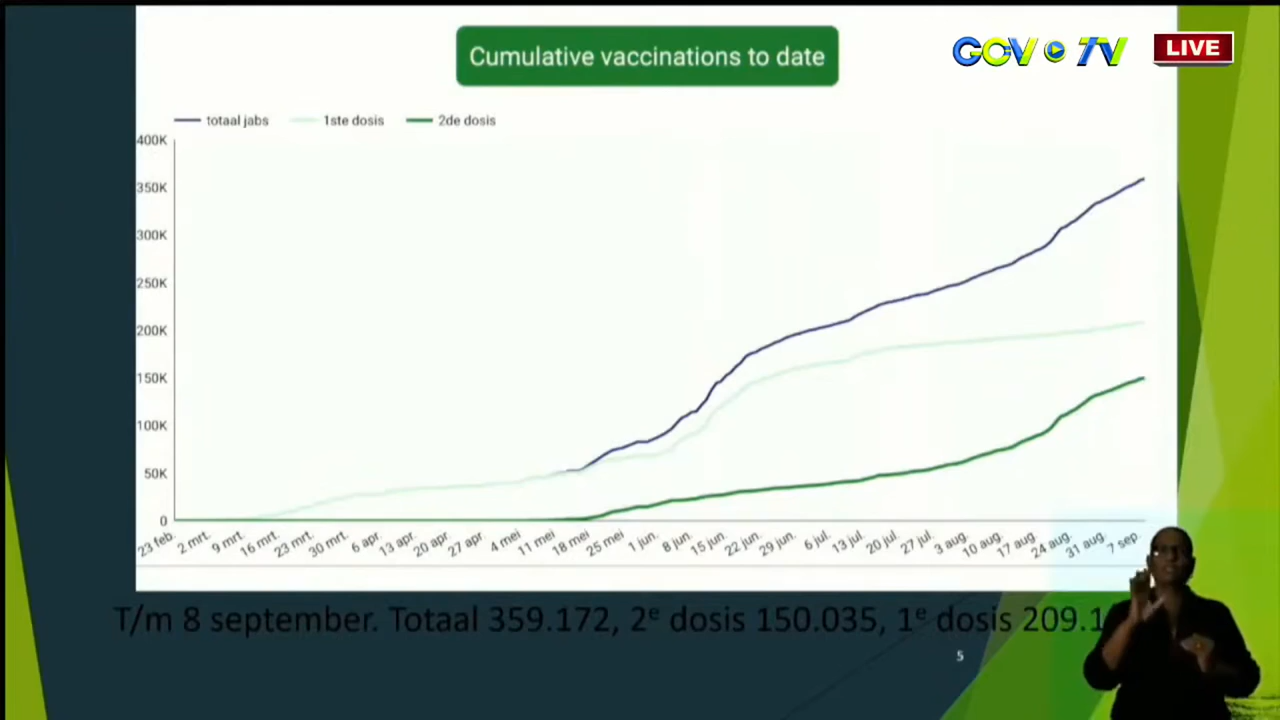 Cumulative vaccinations to date
GOV TV
LIVE
totaal jabs 1ste dosis 2de dosis
400K
350K
300K
250K
200K
150K
100K
50K
0
23 feb. 2 mrt. 9 mrt. 16 mrt. 23 mrt. 30 mrt. 6 apr. 13 apr. 20 apr. 27 apr. 4 mei 11 mei 18 mei 25 mei 1 jun. 8 jun. 15 jun. 22 jun. 29 jun. 6 jul. 13 jul. 20 jul. 27 jul. 3 aug. 10 aug. 17 aug. 24 aug. 31 aug. 7 sep.
T/m 8 september. Totaal 359.172, 2e dosis 150.035, 1e dosis
5